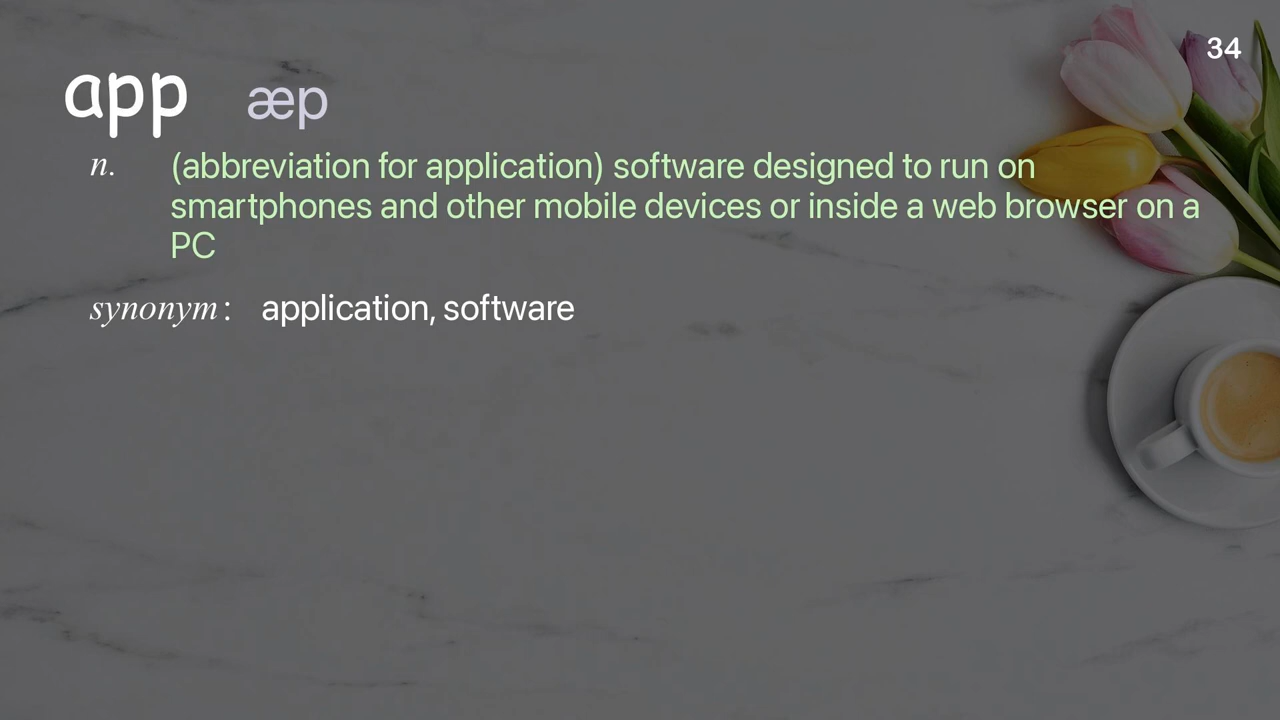 34
app æp
n. (abbreviation for application) software designed to run on
smartphones and other mobile devices or inside a web browser on a
PC
synonym: application, software